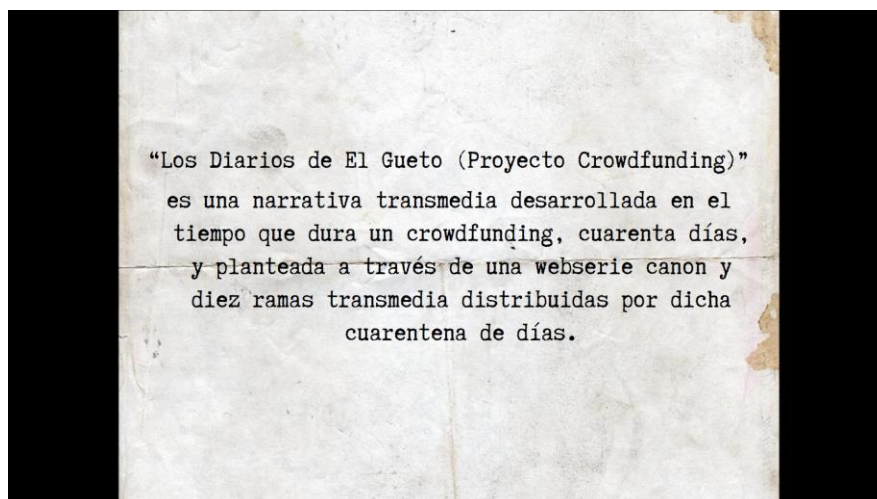 “Los Diarios de El Gueto (Proyecto Crowdfunding)”
es una narrativa transmedia desarrollada en el
tiempo que dura un crowdfunding, cuarenta días,
y planteada a través de una webserie canon y
diez ramas transmedia distribuidas por dicha
cuarentena de días.